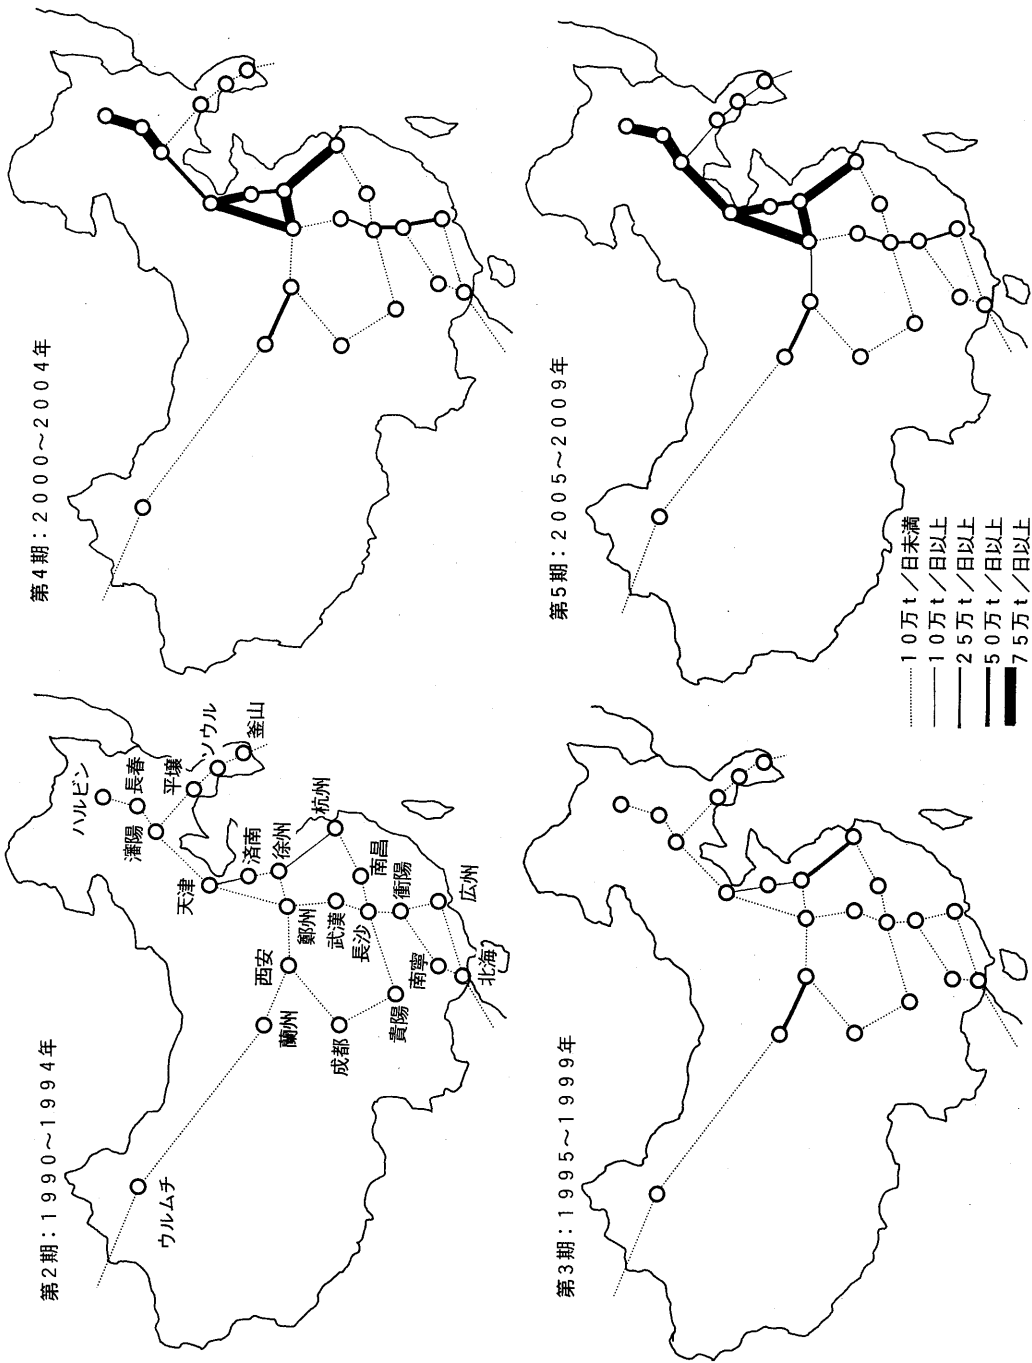 第2期：1990～1994年
ハルビン
長春
瀋陽
平壌
ソウル
釜山
天津
済南
徐州
杭州
鄭州
西安
蘭州
武漢
南昌
長沙
衝陽
成都
貴陽
南寧
広州
北海
ウルムチ
第3期：1995～1999年
第4期：2000～2004年
第5期：2005～2009年
10万t／日未満
10万t／日以上
25万t／日以上
50万t／日以上
75万t／日以上